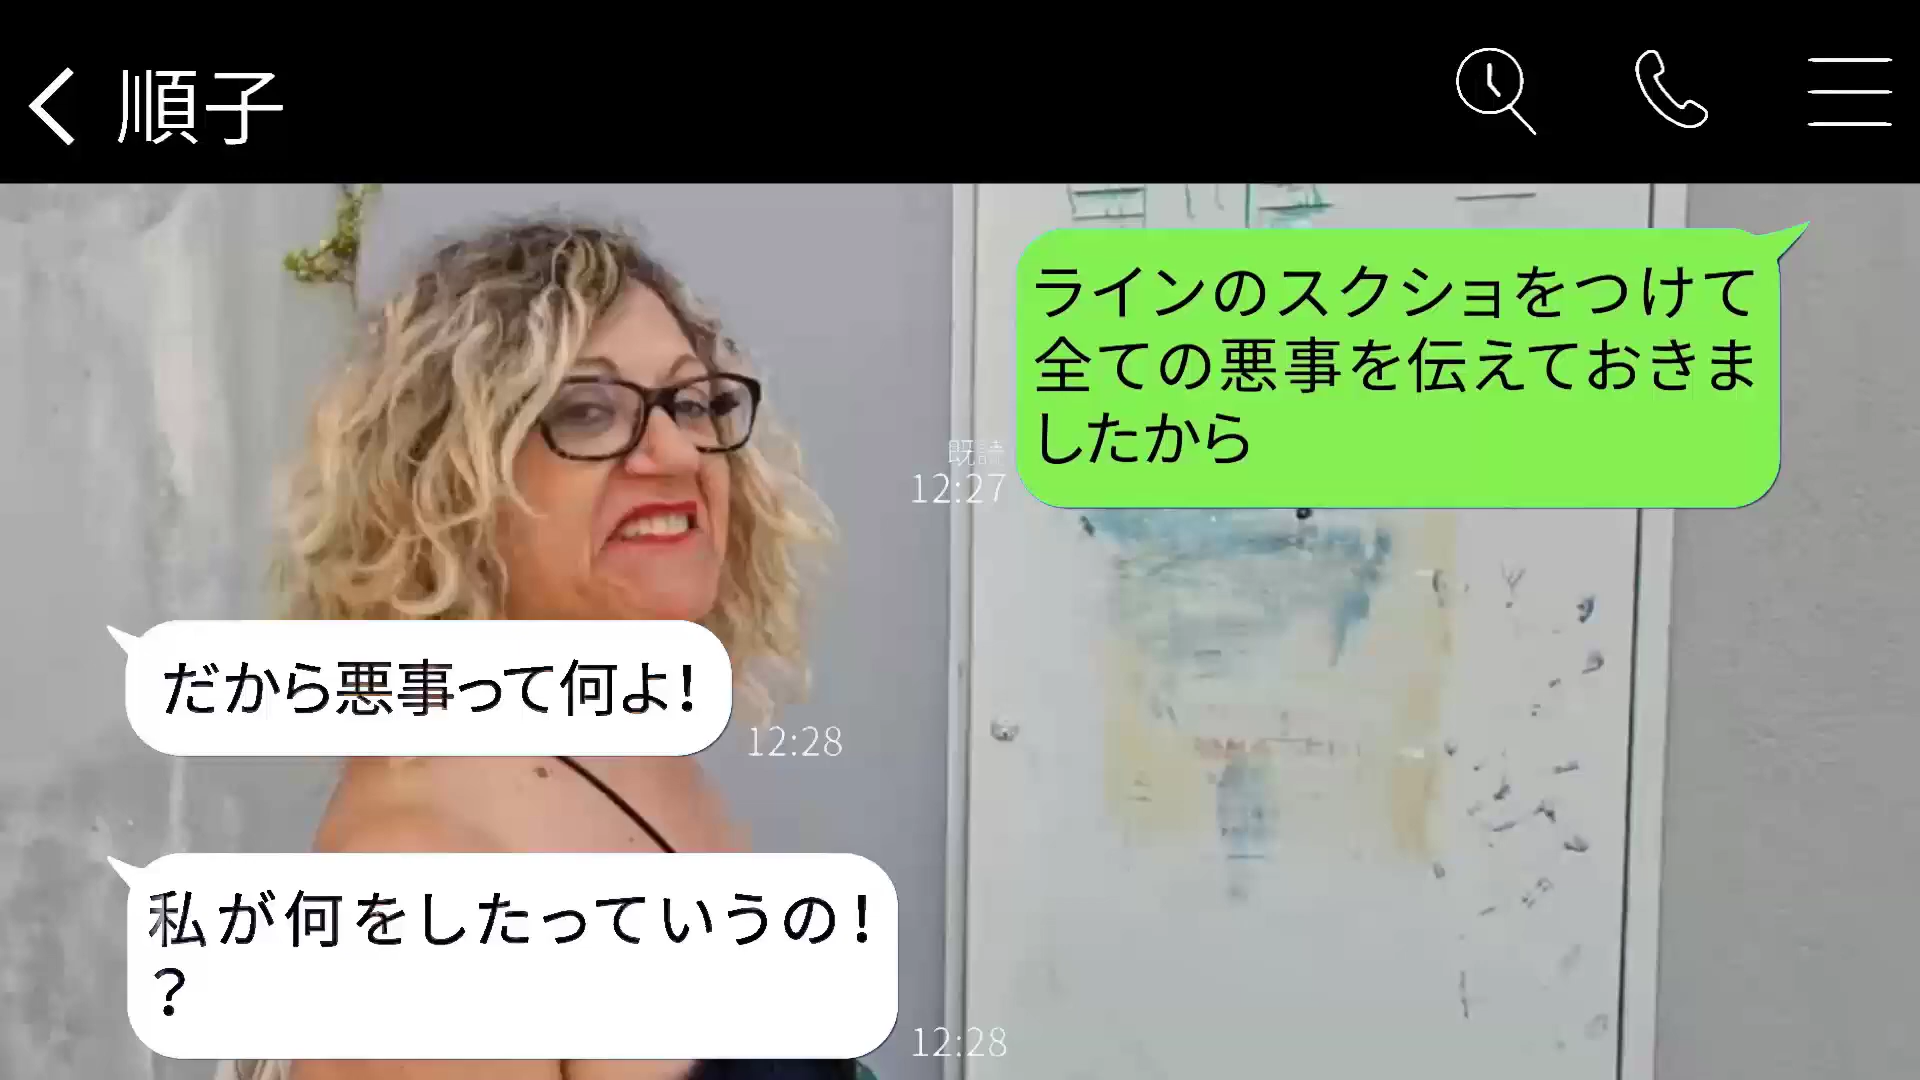 順子
ラインのスクショをつけて
全ての悪事を伝えておきま
したから
既読
12:27
だから悪事って何よ！
12:28
私が何をしたっていうの！
？
12:28